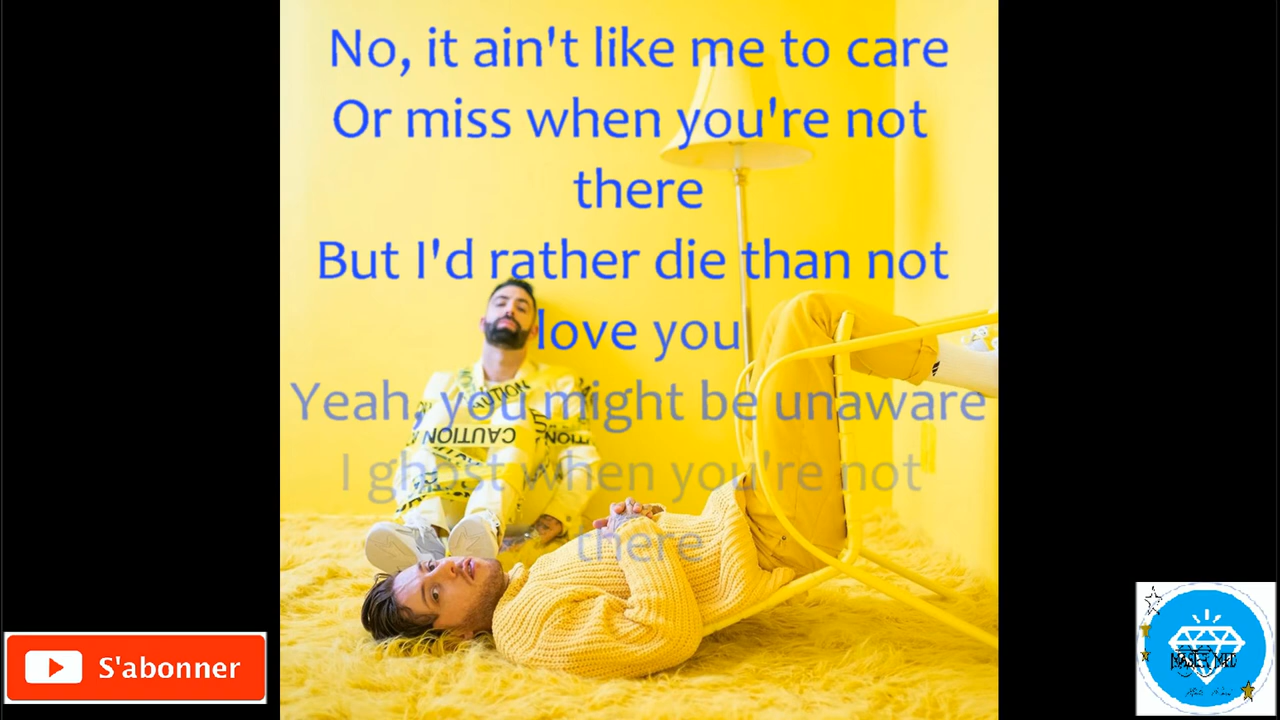 No, it ain't like me to care
Or miss when you're not
there
But I'd rather die than not
love you
Yeah, you might be unaware
I ghost when you're not
there
CAUTION
CAUTION
S'abonner